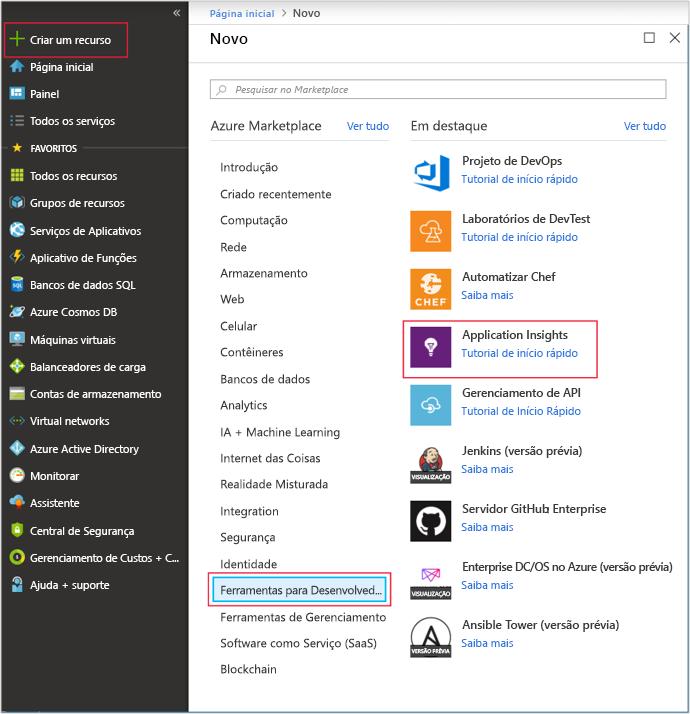 «
Criar um recurso
Página inicial
Painel
Todos os serviços
FAVORITOS
Todos os recursos
Grupos de recursos
Serviços de Aplicativos
Aplicativo de Funções
SQL
Bancos de dados SQL
Azure Cosmos DB
Máquinas virtuais
Balanceadores de carga
Contas de armazenamento
Virtual networks
Azure Active Directory
Monitorar
Assistente
Central de Segurança
Gerenciamento de Custos + C...
Ajuda + suporte
Página inicial > Novo
Novo
Pesquisar no Marketplace
Azure Marketplace Ver tudo
Introdução
Criado recentemente
Computação
Rede
Armazenamento
Web
Celular
Contêineres
Bancos de dados
Analytics
IA + Machine Learning
Internet das Coisas
Realidade Misturada
Integration
Segurança
Identidade
Ferramentas para Desenvolved...
Ferramentas de Gerenciamento
Software como Serviço (SaaS)
Blockchain
Em destaque Ver tudo
Projeto de DevOps
Tutorial de início rápido
Laboratórios de DevTest
Tutorial de início rápido
CHEF
Automatizar Chef
Saiba mais
Application Insights
Tutorial de início rápido
Gerenciamento de API
Tutorial de Início Rápido
VISUALIZAÇÃO
Jenkins (versão prévia)
Saiba mais
Servidor GitHub Enterprise
Saiba mais
VISUALIZAÇÃO
Enterprise DC/OS no Azure (versão prévia)
Saiba mais
VERSÃO PRÉVIA
Ansible Tower (versão prévia)
Saiba mais